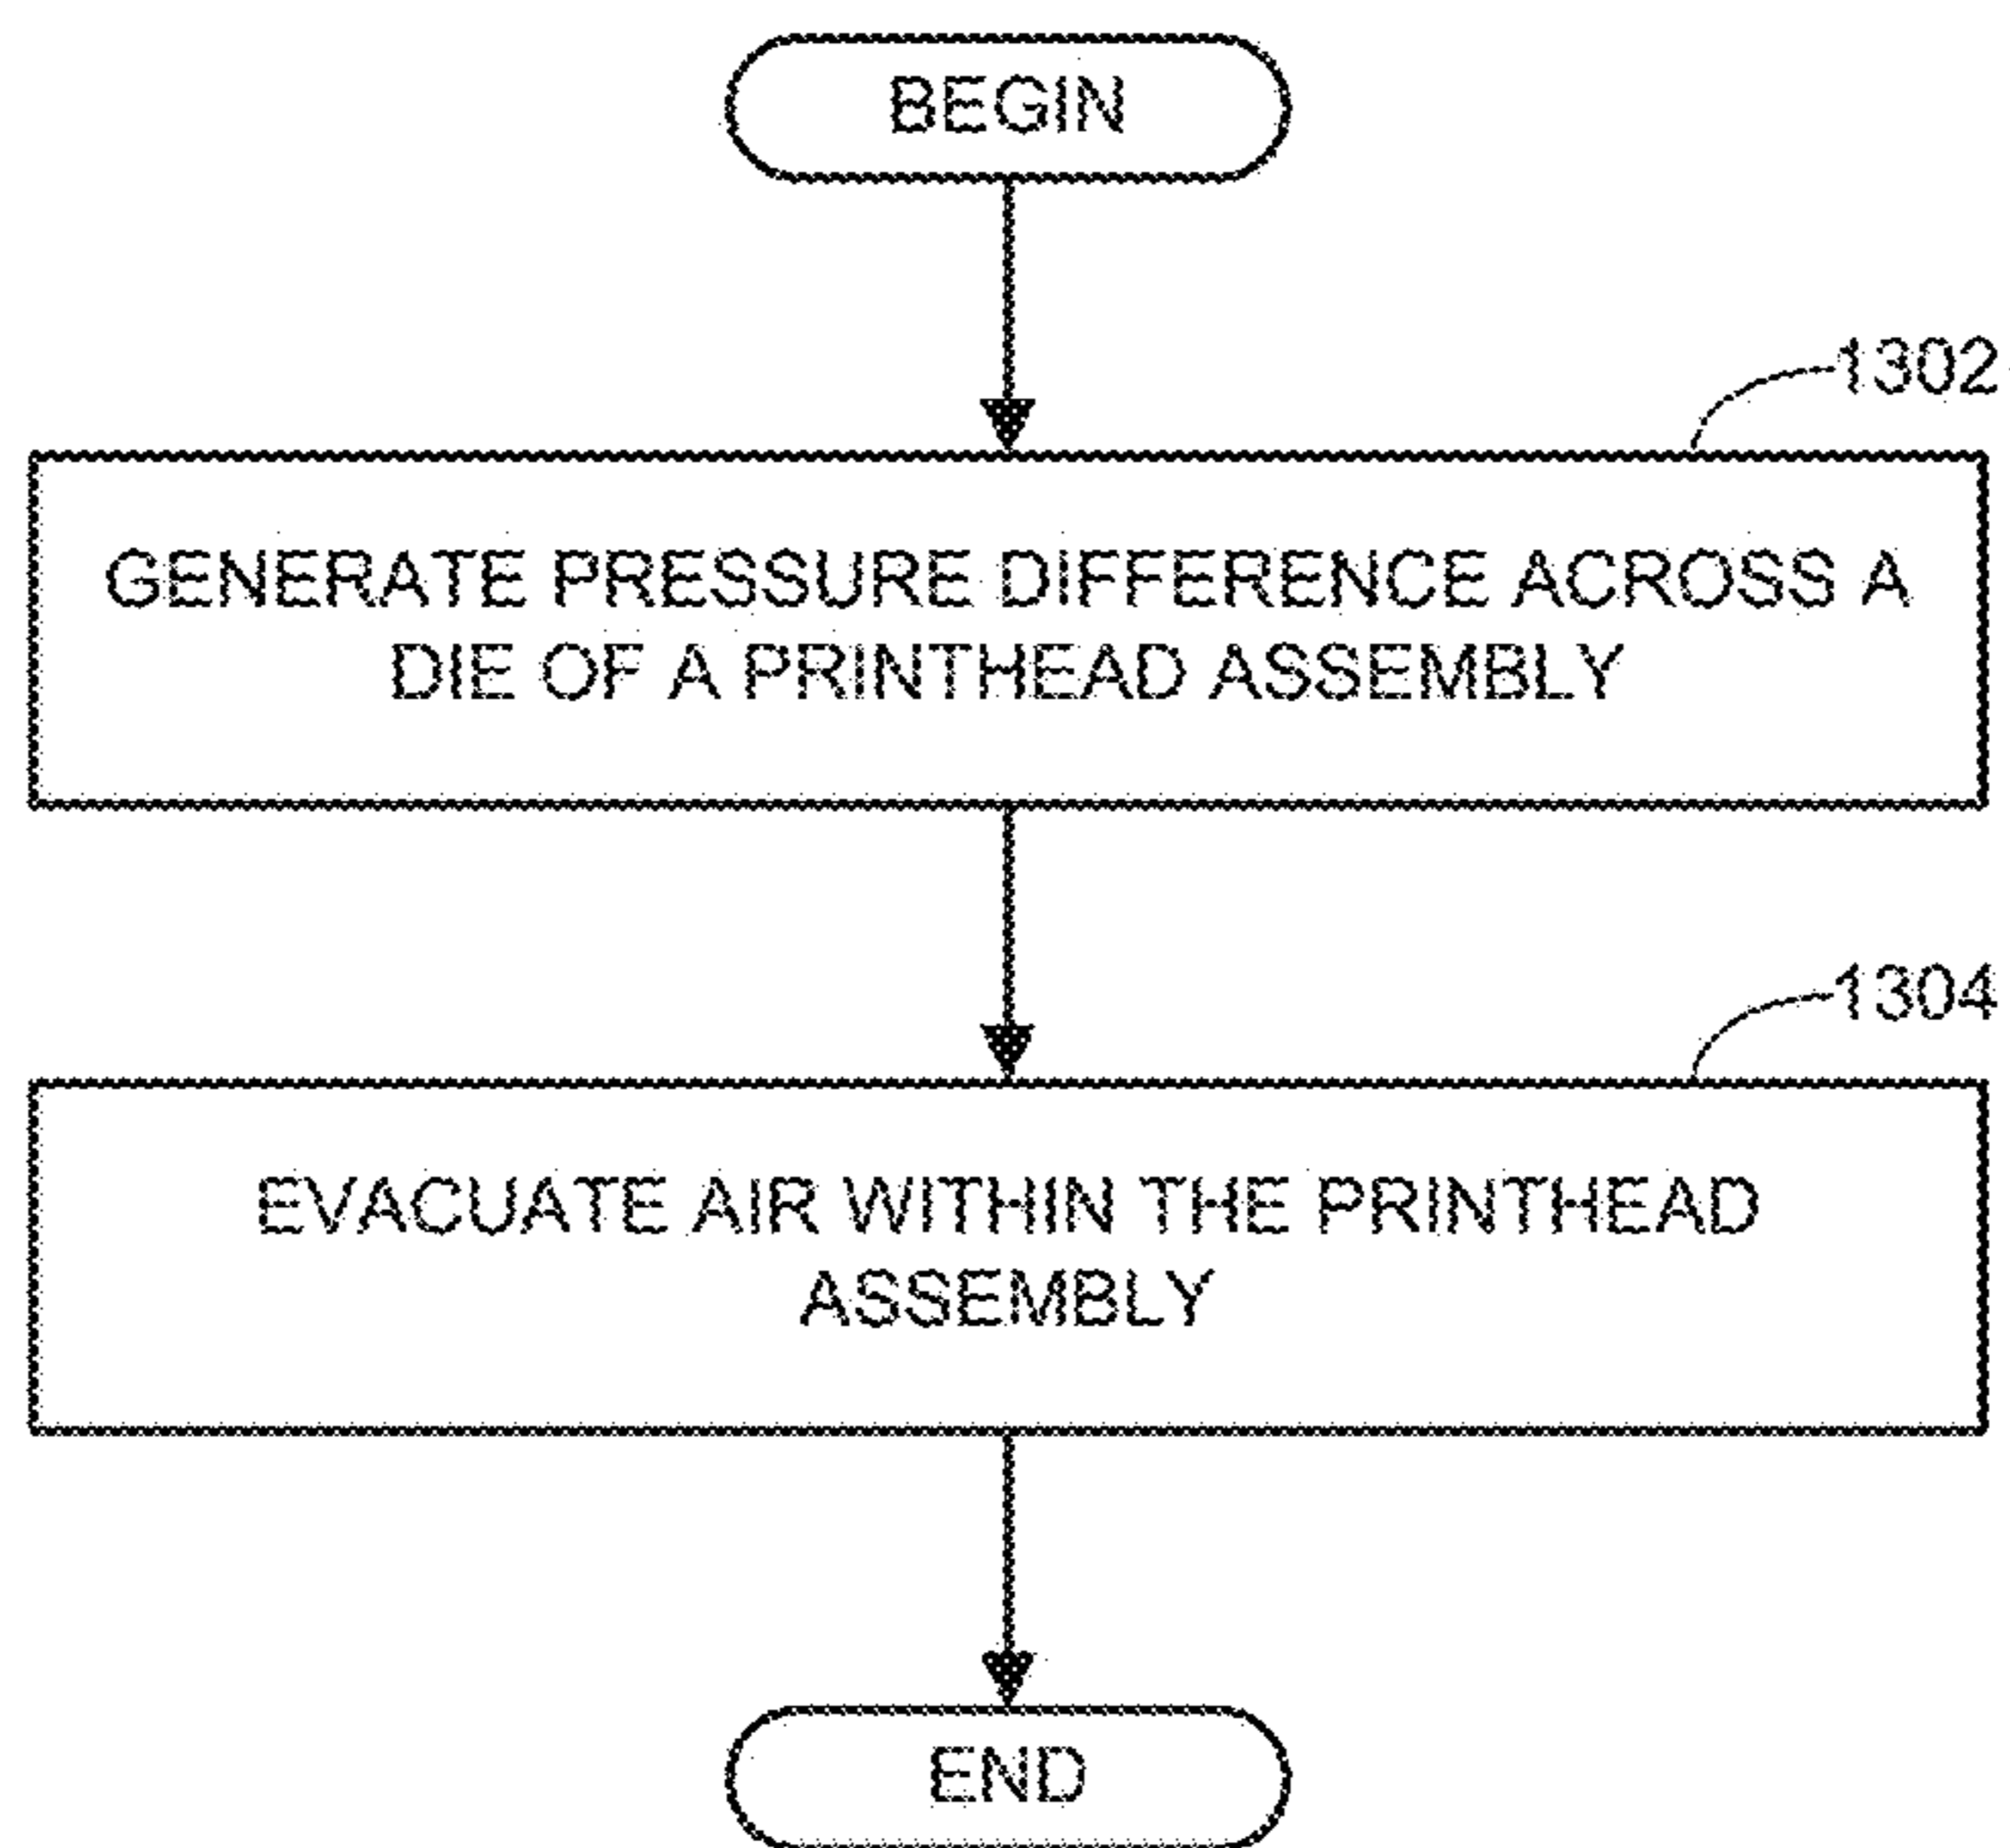 BEGIN
1302
GENERATE PRESSURE DIFFERENCE ACROSS A
DIE OF A PRINTHEAD ASSEMBLY
1304
EVACUATE AIR WITHIN THE PRINTHEAD
ASSEMBLY
END